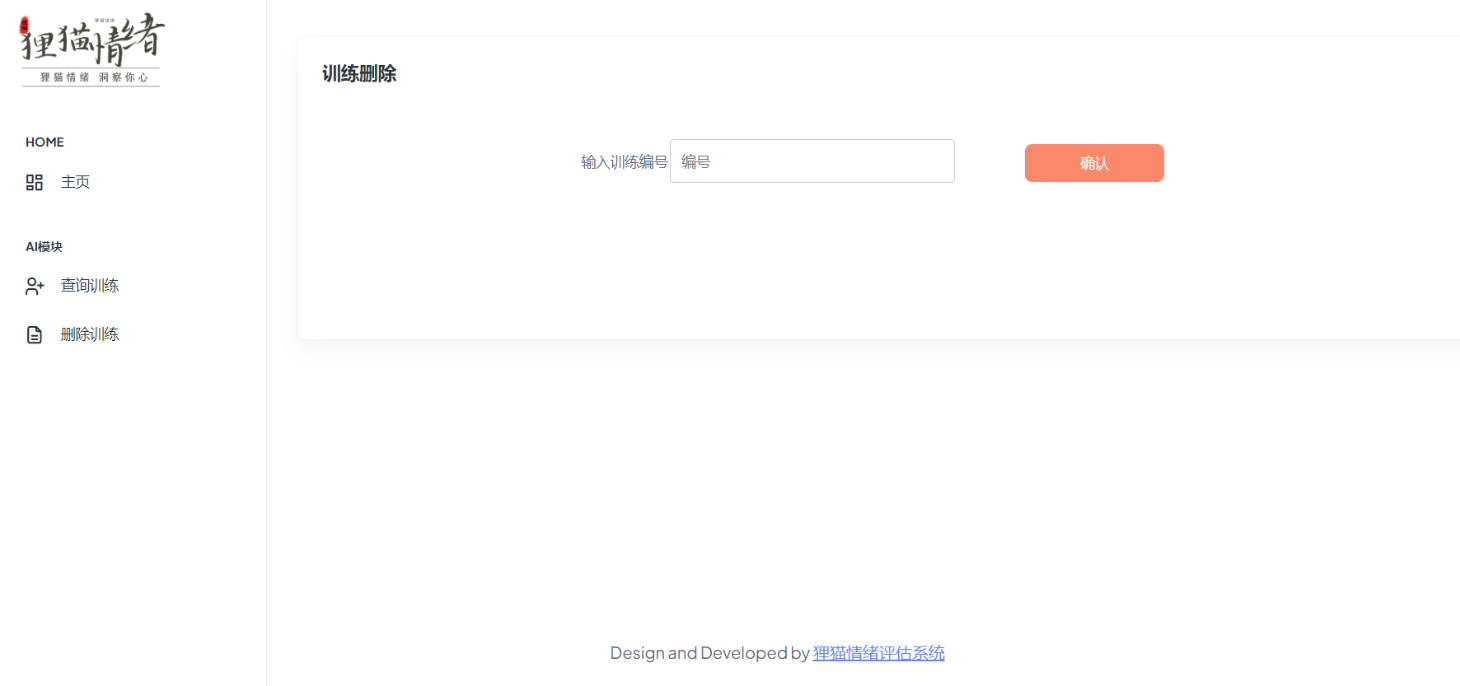 狸猫情绪
狸猫情绪 洞察你心
HOME
主页
AI模块
查询训练
删除训练
训练删除
输入训练编号 编号 确认
Design and Developed by 狸猫情绪评估系统